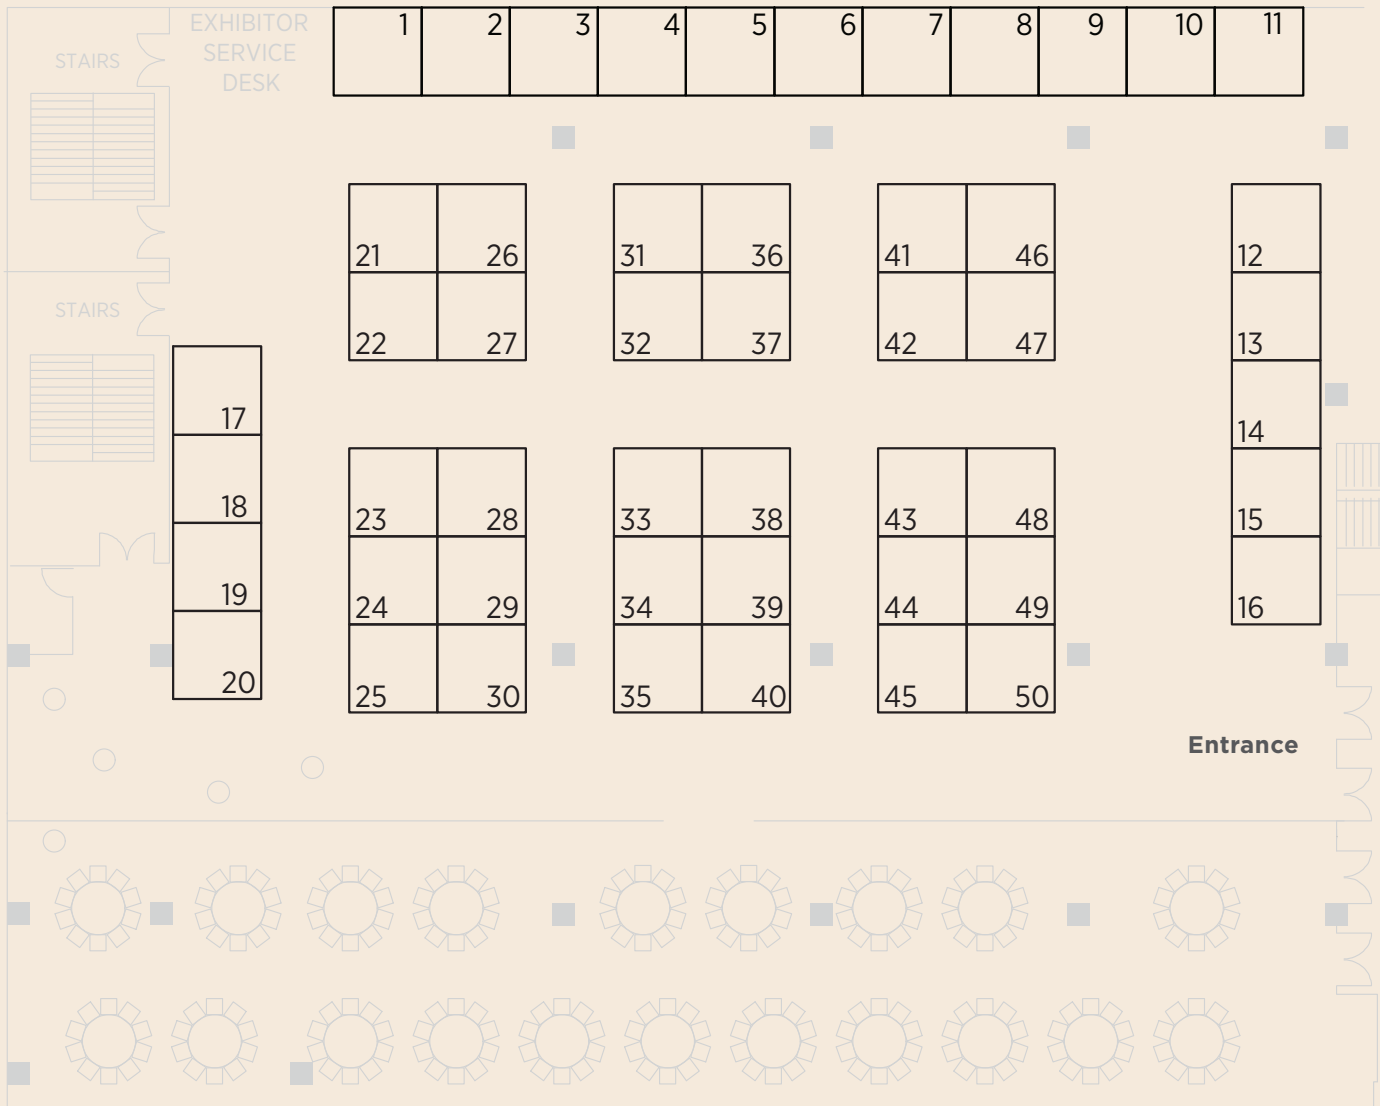 EXHIBITOR
SERVICE
DESK
STAIRS
1 2 3 4 5 6 7 8 9 10 11
21 26 31 36 41 46 12
STAIRS
22 27 32 37 42 47 13
17
14
18
23 28 33 38 43 48 15
19
24 29 34 39 44 49 16
20
25 30 35 40 45 50
Entrance